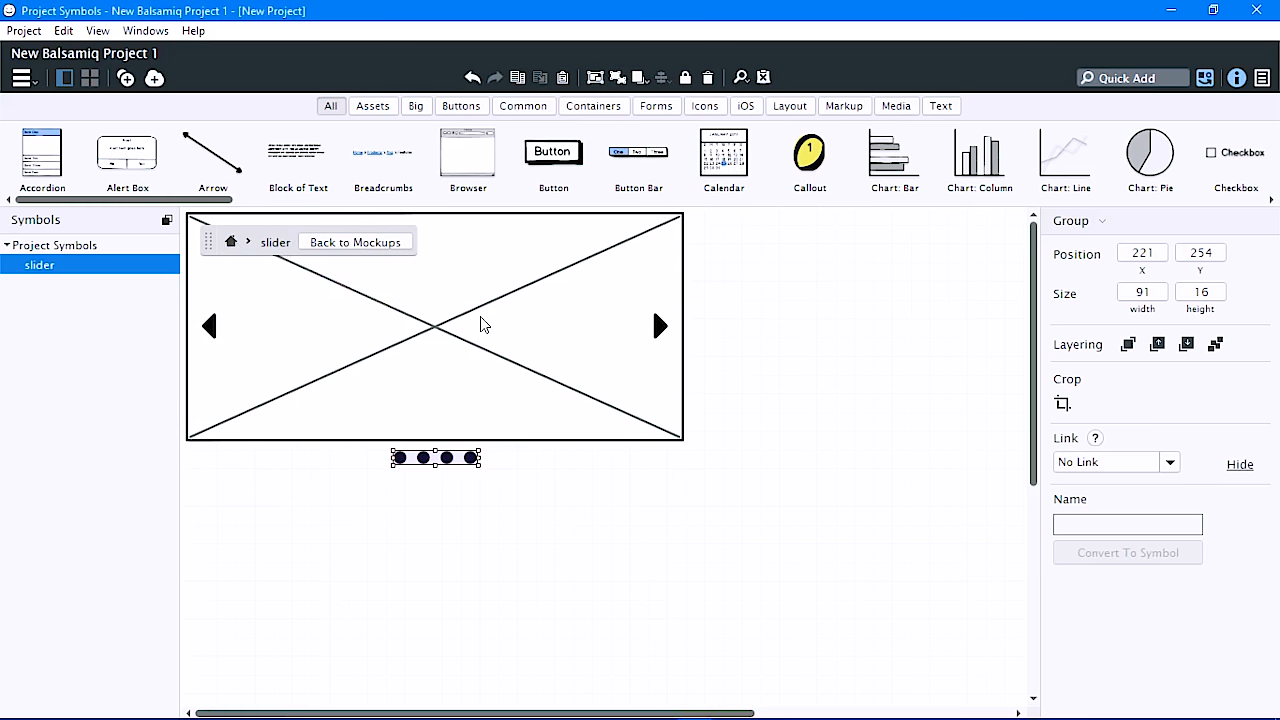 Project Symbols - New Balsamiq Project 1 - [New Project]
Project Edit View Windows Help
New Balsamiq Project 1
Quick Add
All Assets Big Buttons Common Containers Forms Icons iOS Layout Markup Media Text
Button
One Two Three
1
Checkbox
Accordion Alert Box Arrow Block of Text Breadcrumbs Browser Button Button Bar Calendar Callout Chart: Bar Chart: Column Chart: Line Chart: Pie Checkbox
Symbols
Project Symbols
slider
slider Back to Mockups
Group
Position 221 254
X Y
Size 91 16
width height
Layering
Crop
Link ?
No Link Hide
Name
Convert To Symbol